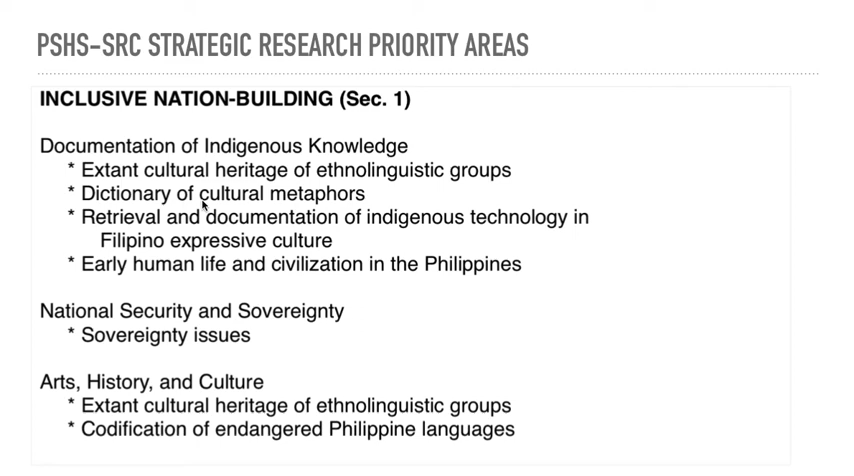 PSHS-SRC STRATEGIC RESEARCH PRIORITY AREAS
INCLUSIVE NATION-BUILDING (Sec. 1)
Documentation of Indigenous Knowledge
* Extant cultural heritage of ethnolinguistic groups
* Dictionary of cultural metaphors
* Retrieval and documentation of indigenous technology in
Filipino expressive culture
* Early human life and civilization in the Philippines
National Security and Sovereignty
* Sovereignty issues
Arts, History, and Culture
* Extant cultural heritage of ethnolinguistic groups
* Codification of endangered Philippine languages